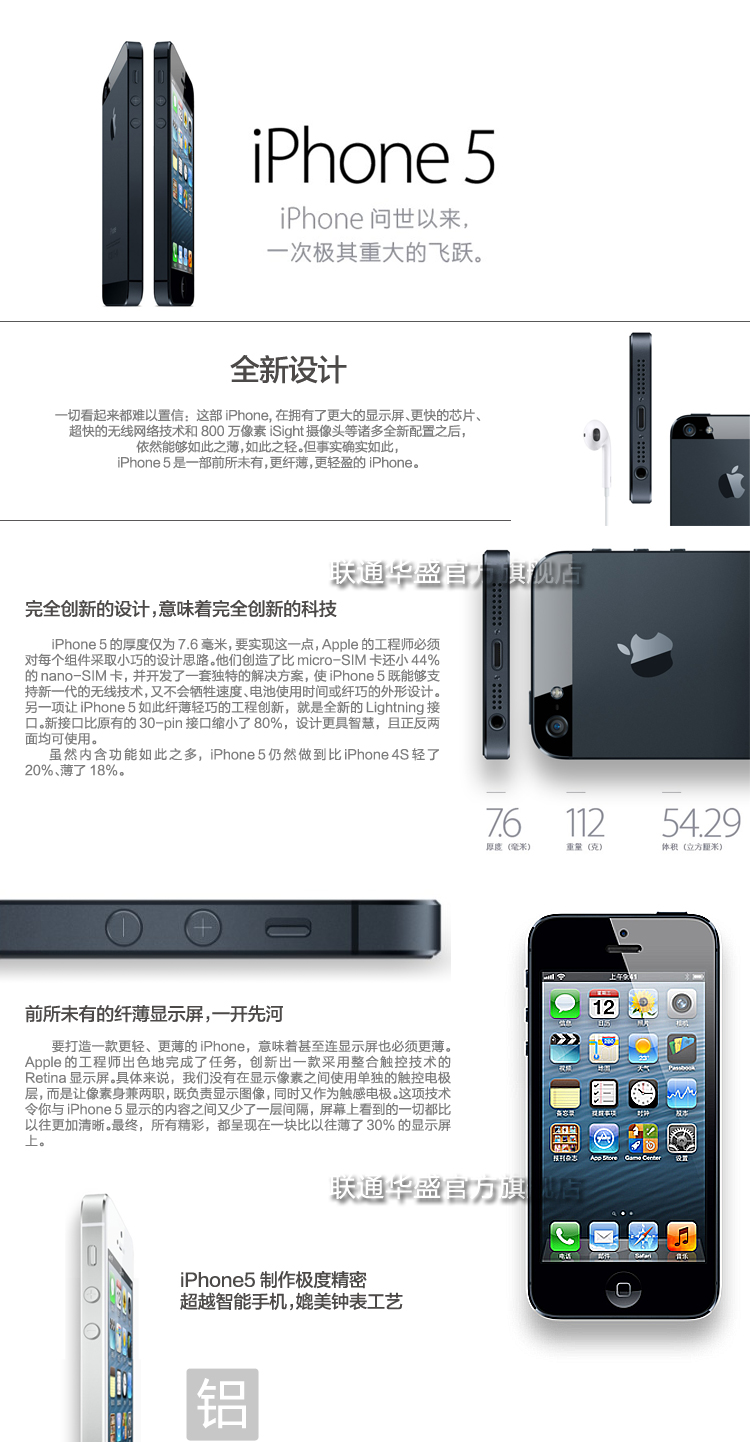 iPhone 5
iPhone 问世以来，
一次极其重大的飞跃。
全新设计
一切看起来都难以置信：这部 iPhone，在拥有了更大的显示屏、更快的芯片、
超快的无线网络技术和 800 万像素 iSight 摄像头等诸多全新配置之后，
依然能够如此之薄，如此之轻。但事实确实如此，
iPhone 5 是一部前所未有，更纤薄，更轻盈的 iPhone。
联通华盛官方旗舰店
完全创新的设计，意味着完全创新的科技
iPhone 5 的厚度仅为 7.6 毫米，要实现这一点，Apple 的工程师必须
对每个组件采取小巧的设计思路。他们创造了比 micro-SIM 卡还小 44%
的 nano-SIM 卡，并开发了一套独特的解决方案，使 iPhone 5 既能够支
持新一代的无线技术，又不会牺牲速度、电池使用时间或纤巧的外形设计。
另一项让 iPhone 5 如此纤薄轻巧的工程创新，就是全新的 Lightning 接
口。新接口比原有的 30-pin 接口缩小了 80%，设计更具智慧，且正反两
面均可使用。
虽然内含功能如此之多，iPhone 5 仍然做到比 iPhone 4S 轻了
20%、薄了 18%。
7.6 112 54.29
厚度（毫米） 重量（克） 体积（立方厘米）
前所未有的纤薄显示屏，一开先河
要打造一款更轻、更薄的 iPhone，意味着甚至连显示屏也必须更薄。
Apple 的工程师出色地完成了任务，创新出一款采用整合触控技术的
Retina 显示屏。具体来说，我们没有在显示像素之间使用单独的触控电极
层，而是让像素身兼两职，既负责显示图像，同时又作为触感电极。这项技术
令你与 iPhone 5 显示的内容之间又少了一层间隔，屏幕上看到的一切都比
以往更加清晰。最终，所有精彩，都呈现在一块比以往薄了 30% 的显示屏
上。
上午9:41
星期三
12
信息 日历 照片 相机
280
视频 地图 天气 Passbook
备忘录 提醒事项 时钟 股市
报刊杂志 App Store Game Center 设置
电话 邮件 Safari 音乐
联通华盛官方旗舰店
iPhone5 制作极度精密
超越智能手机，媲美钟表工艺
铝